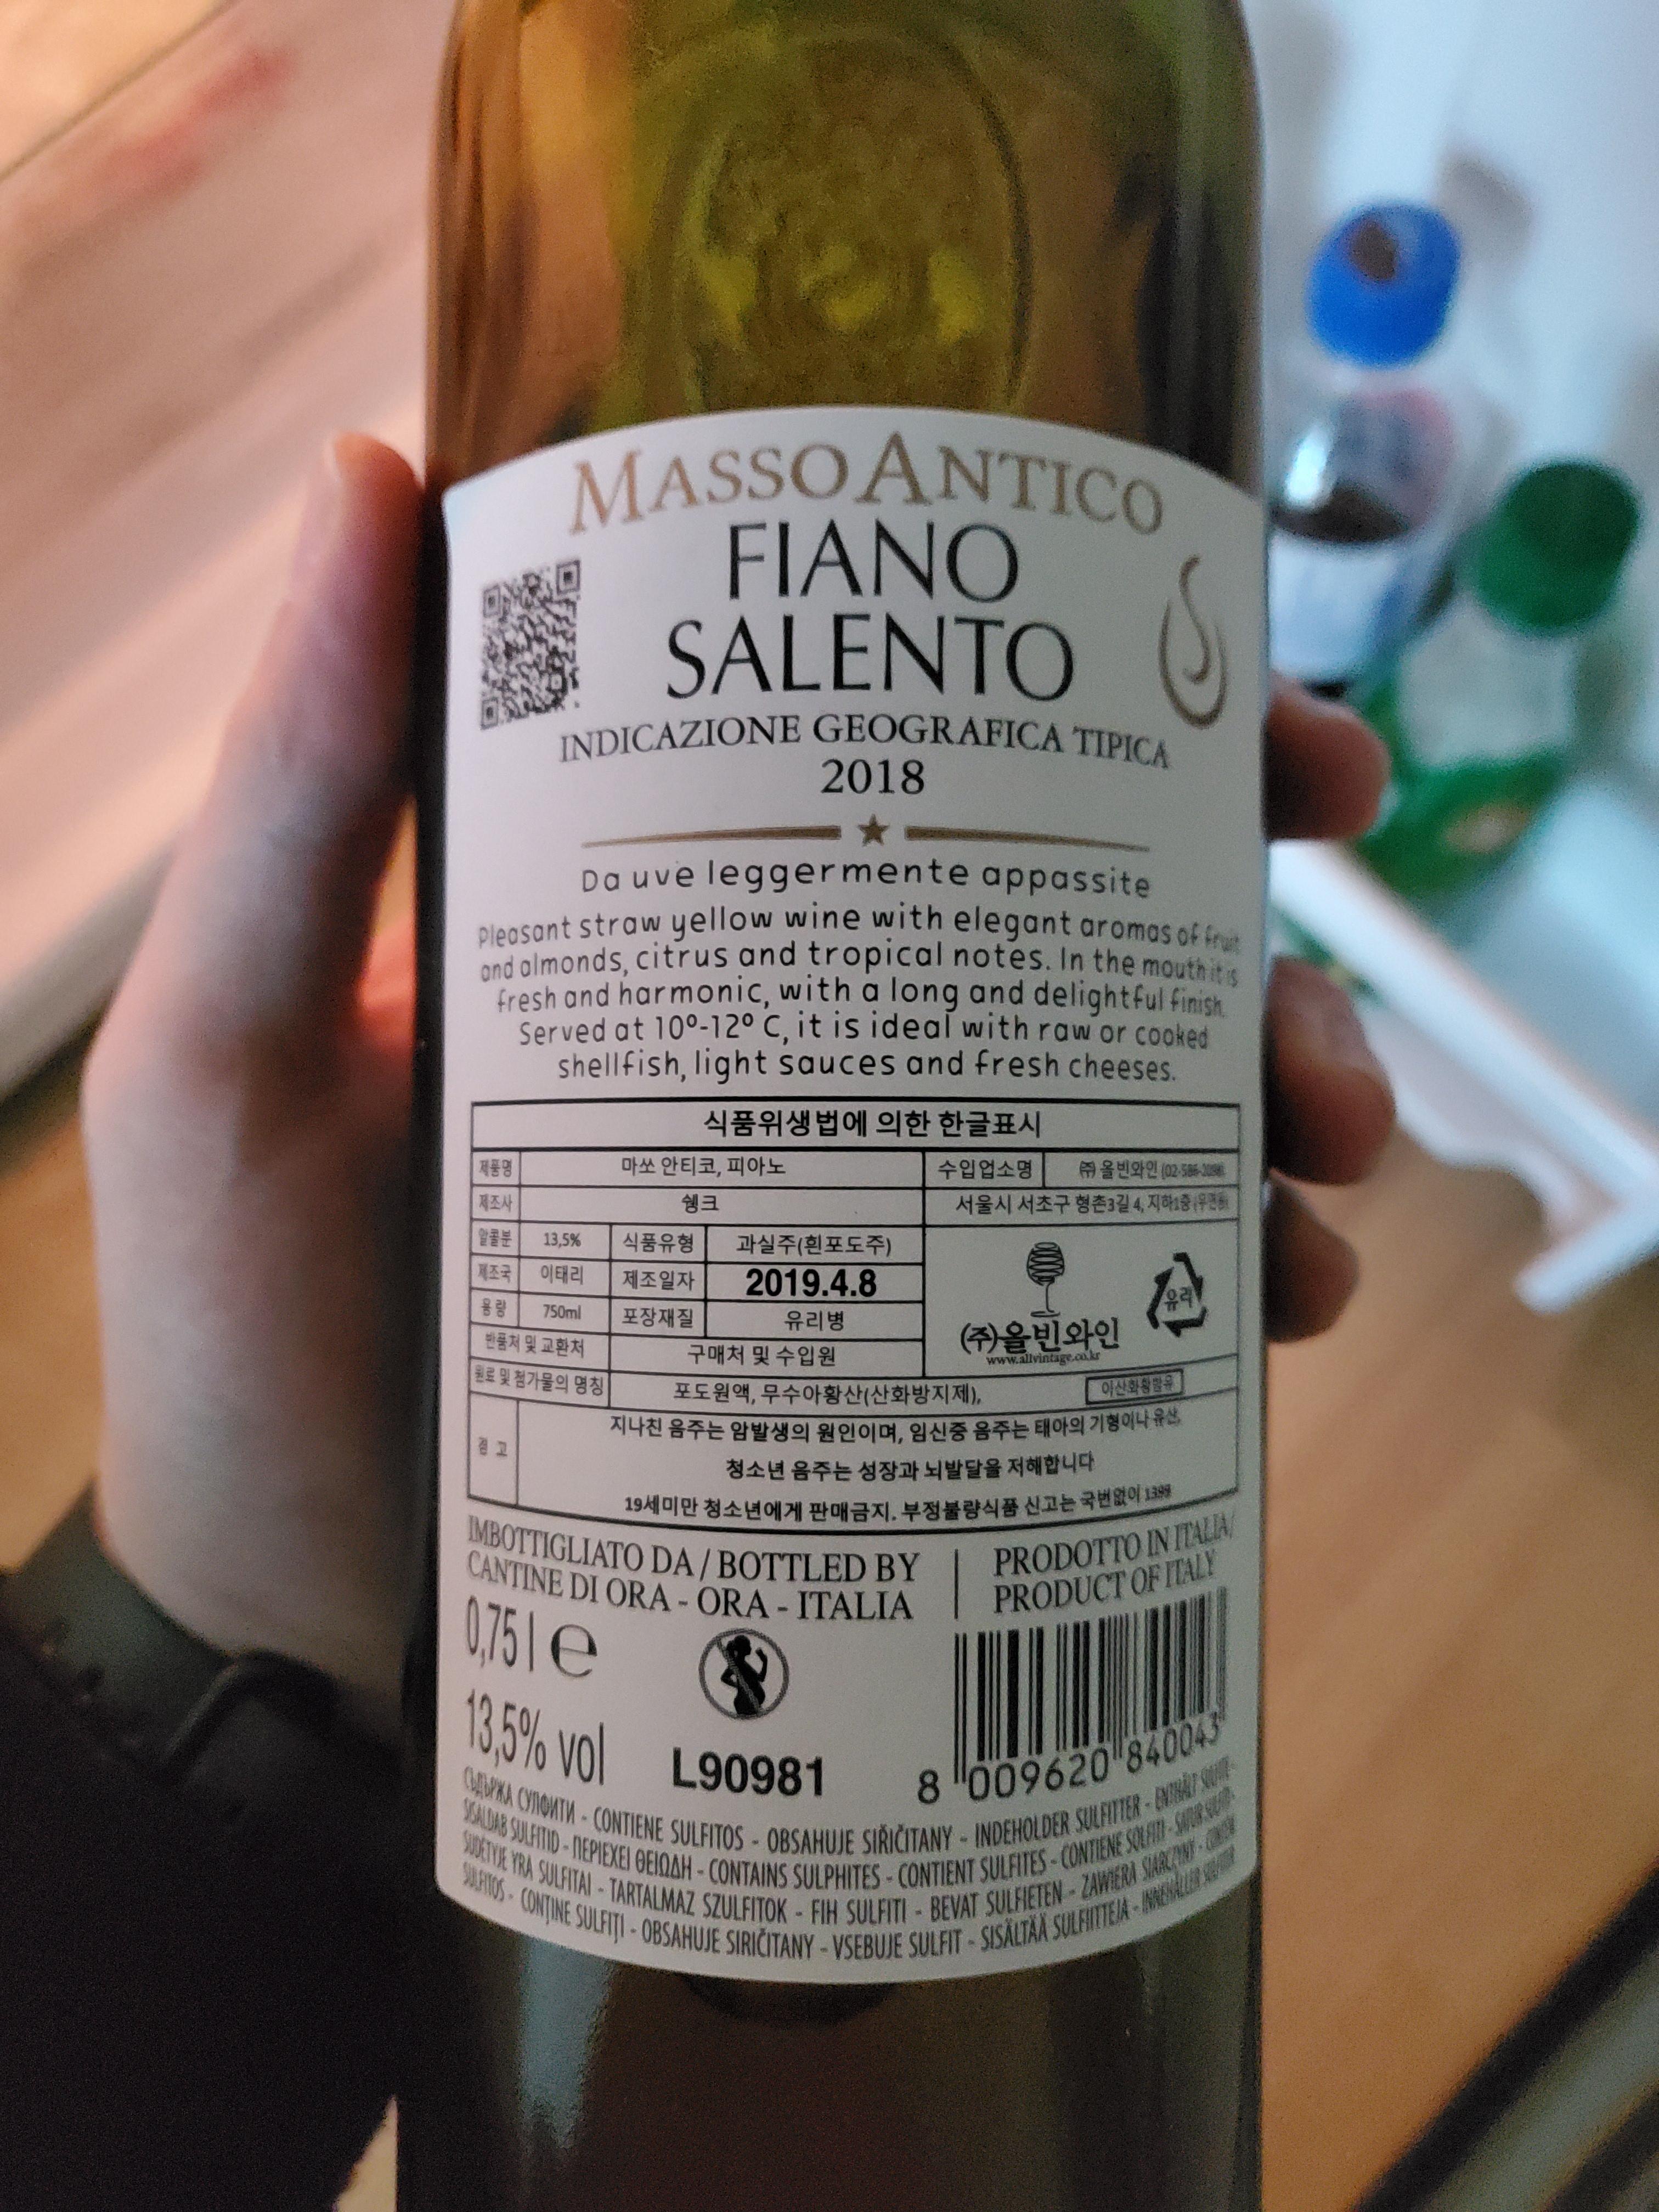 MASSO ANTICO
FIANO
SALENTO
INDICAZIONE GEOGRAFICA TIPICA
2018
Da uve leggermente appassite
Pleasant straw yellow wine with elegant aromas of fruit
and almonds, citrus and tropical notes. In the mouth it is
fresh and harmonic, with a long and delightful finish.
Served at 10°-12° C, it is ideal with raw or cooked
shellfish, light sauces and fresh cheeses.
식품위생법에 의한 한글표시
제품명 마쏘 안티코, 피아노 수입업소명 ㈜ 올빈와인
제조사 쉥크 서울시 서초구 형촌3길 4, 지하1층
알콜분 13,5% 식품유형 과실주(흰포도주)
제조국 이태리 제조일자 2019.4.8
용량 750ml 포장재질 유리병
유리
(주)올빈와인
www.allvintage.co.kr
반품처 및 교환처 구매처 및 수입원
원료 및 첨가물의 명칭 포도원액, 무수아황산(산화방지제), 이산화황함유
경고 지나친 음주는 암발생의 원인이며, 임신중 음주는 태아의 기형이나 유산,
청소년 음주는 성장과 뇌발달을 저해합니다
19세미만 청소년에게 판매금지. 부정불량식품 신고는 국번없이 1399
IMBOTTIGLIATO DA / BOTTLED BY
CANTINE DI ORA - ORA - ITALIA
PRODOTTO IN ITALIA/
PRODUCT OF ITALY
0,75 l e
13,5% vol
L90981
8 009620 840043
СЪДЪРЖА СУЛФИТИ - CONTIENE SULFITOS - OBSAHUJE SIŘIČITANY - INDEHOLDER SULFITTER - ENTHÄLT SULFITE -
SISALDAB SULFITID - ΠΕΡΙΕΧΕΙ ΘΕΙΩΔΗ - CONTAINS SULPHITES - CONTIENT SULFITES - CONTIENE SOLFITI - SATUR SULFITI -
SUDĖTYJE YRA SULFITAI - TARTALMAZ SZULFITOK - FIH SULFITI - BEVAT SULFIETEN - ZAWIERA SIARCZYNY - CONTÉM
SULFITOS - CONŢINE SULFIŢI - OBSAHUJE SIRIČITANY - VSEBUJE SULFIT - SISÄLTÄÄ SULFIITTEJA - INNEHÅLLER SULFITER